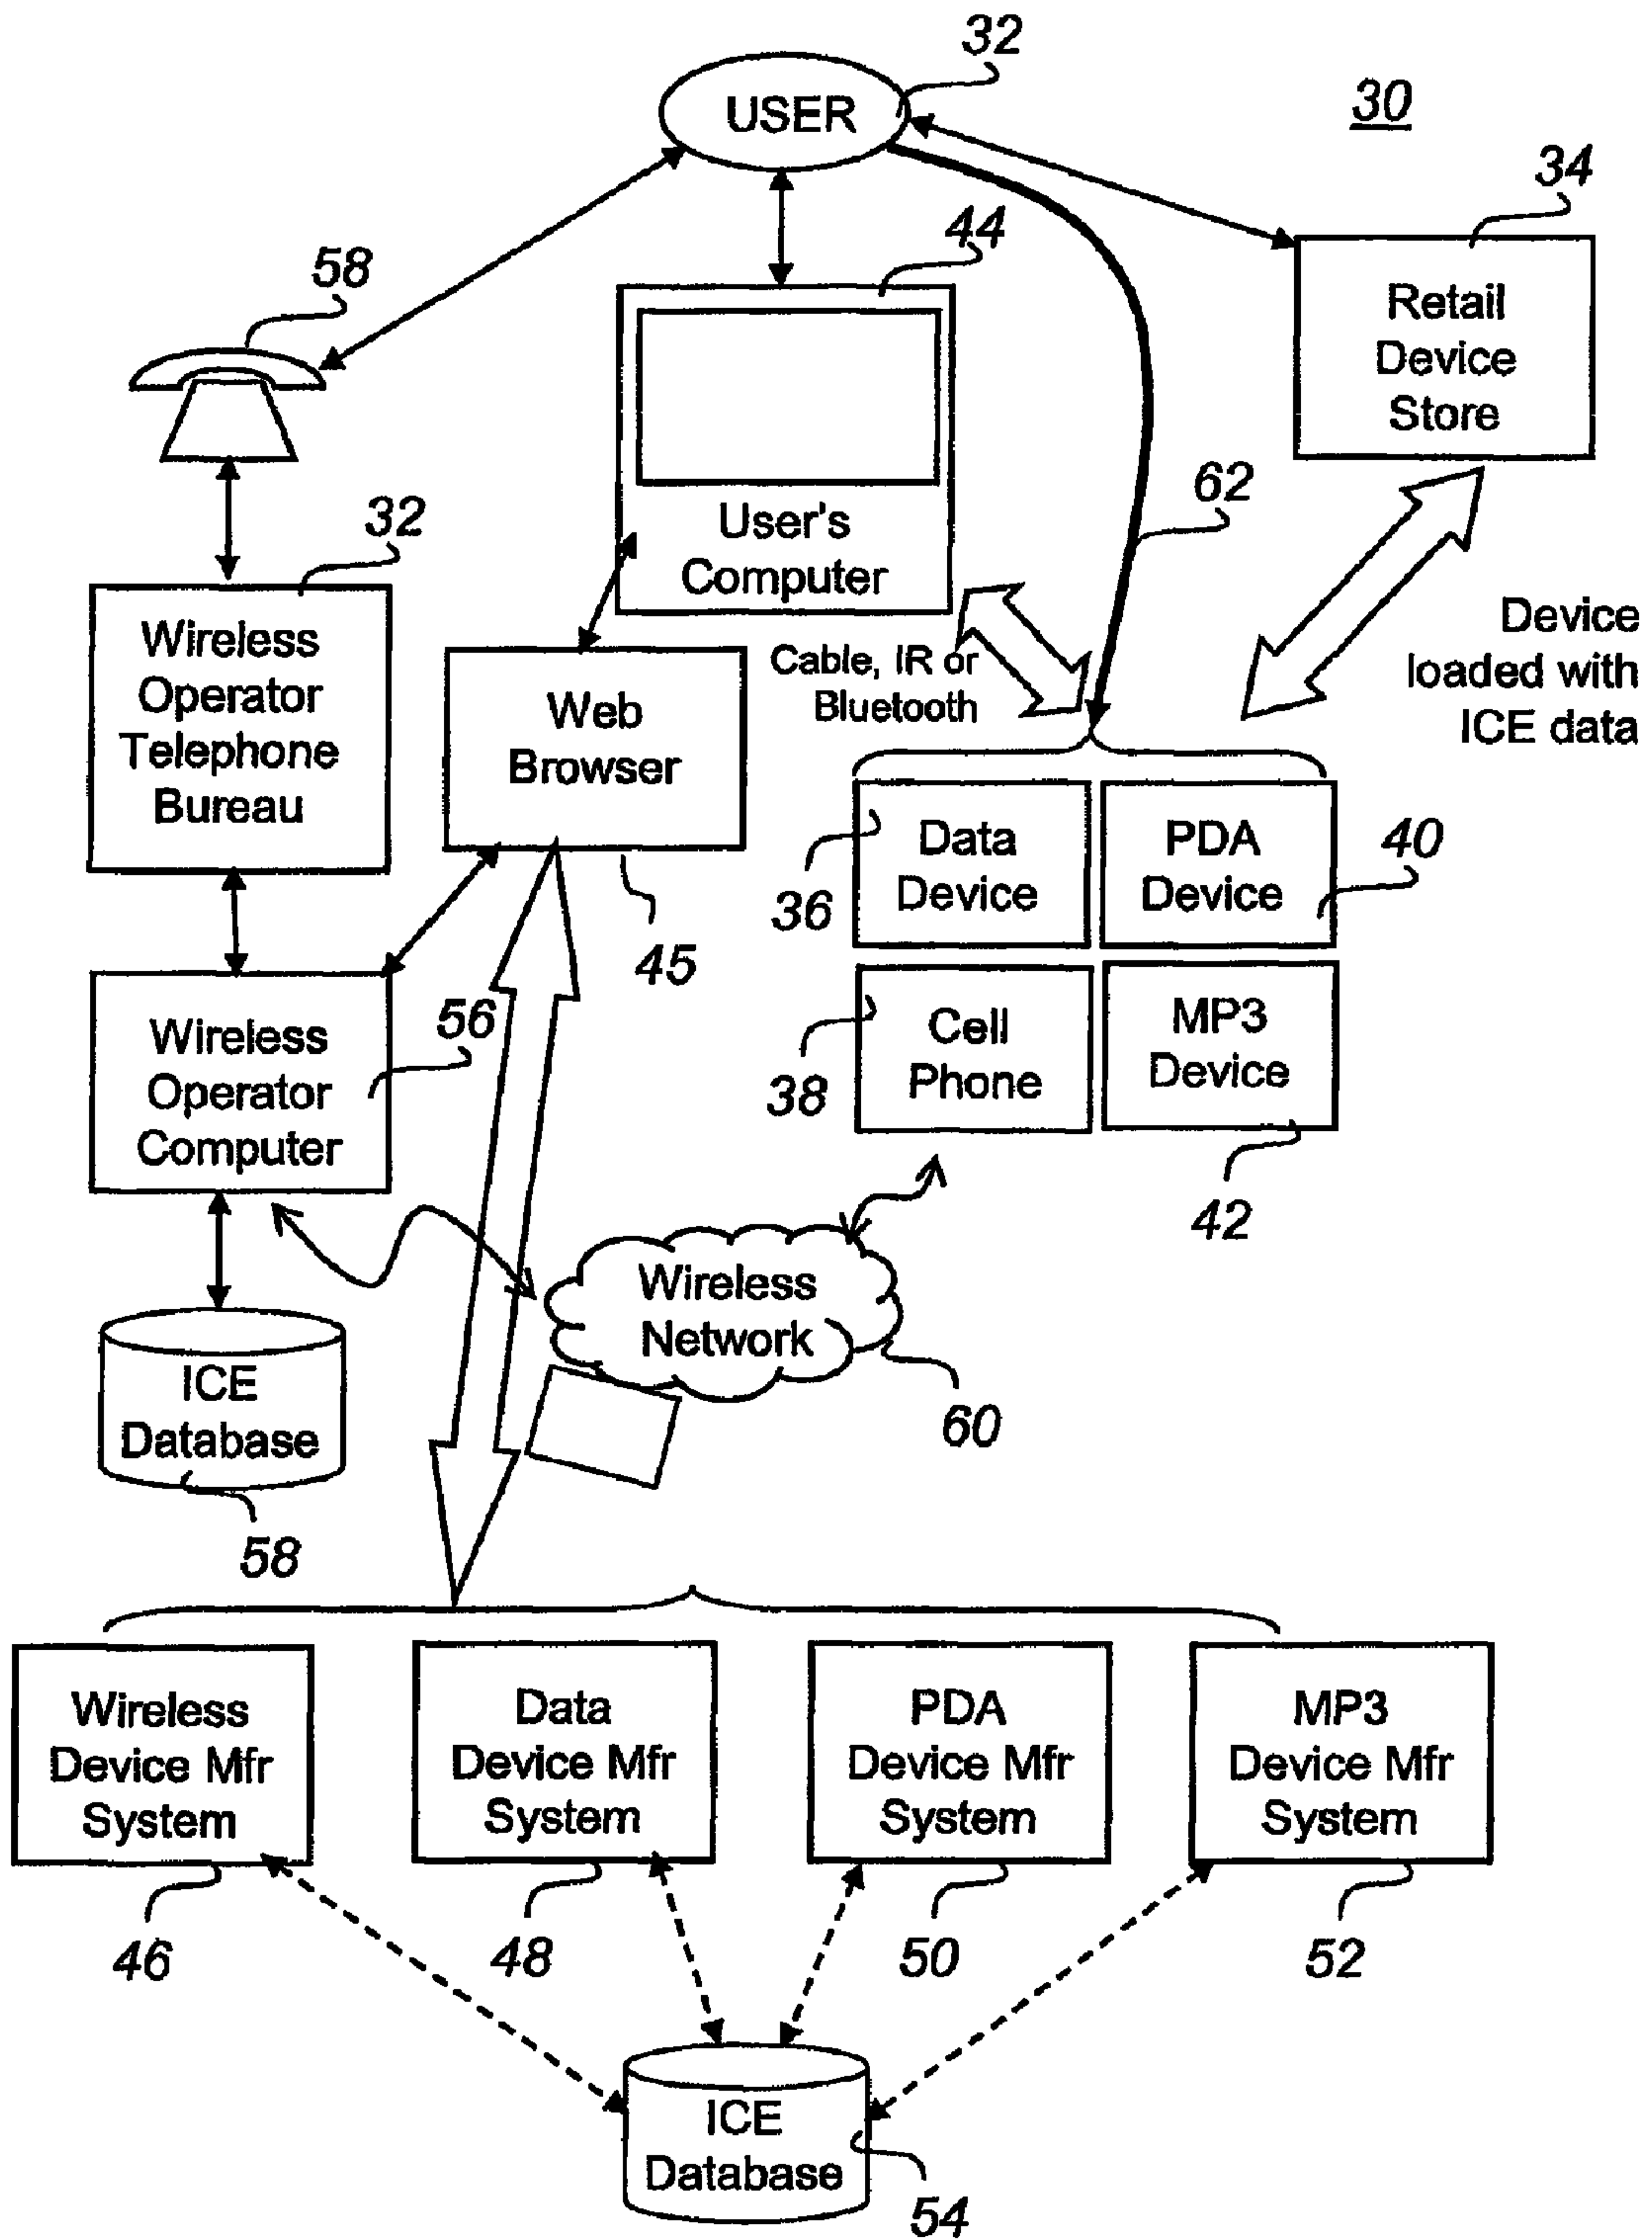 32
USER
30
34
44
58
Retail
Device
Store
62
32
User's
Computer
Wireless
Operator
Telephone
Bureau
Device
loaded with
ICE data
Cable, IR or
Bluetooth
Web
Browser
Data
Device
PDA
Device
40
36
45
56
Wireless
Operator
Computer
Cell
Phone
MP3
Device
38
42
Wireless
Network
ICE
Database
60
58
Wireless
Device Mfr
System
Data
Device Mfr
System
PDA
Device Mfr
System
MP3
Device Mfr
System
46
48
50
52
ICE
Database
54